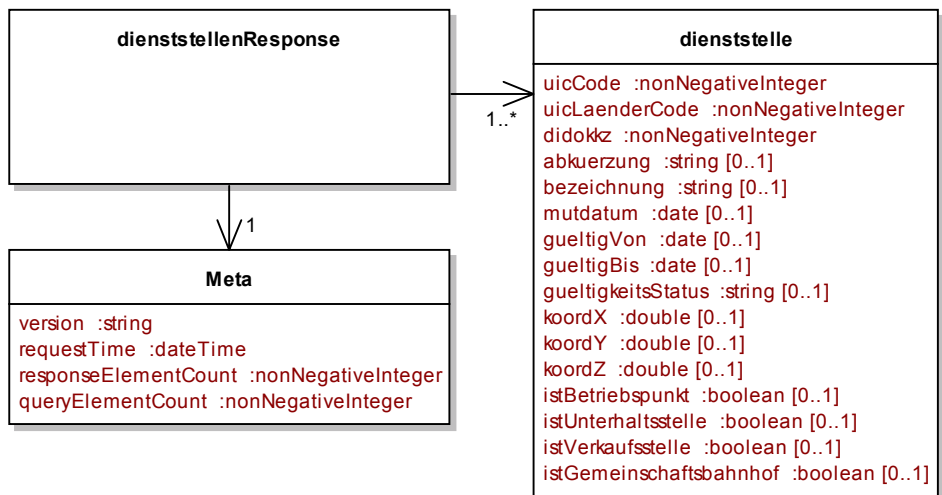 dienststellenResponse
1..*
1
Meta
version :string
requestTime :dateTime
responseElementCount :nonNegativeInteger
queryElementCount :nonNegativeInteger
dienststelle
uicCode :nonNegativeInteger
uicLaenderCode :nonNegativeInteger
didokkz :nonNegativeInteger
abkuerzung :string [0..1]
bezeichnung :string [0..1]
mutdatum :date [0..1]
gueltigVon :date [0..1]
gueltigBis :date [0..1]
gueltigkeitsStatus :string [0..1]
koordX :double [0..1]
koordY :double [0..1]
koordZ :double [0..1]
istBetriebspunkt :boolean [0..1]
istUnterhaltsstelle :boolean [0..1]
istVerkaufsstelle :boolean [0..1]
istGemeinschaftsbahnhof :boolean [0..1]